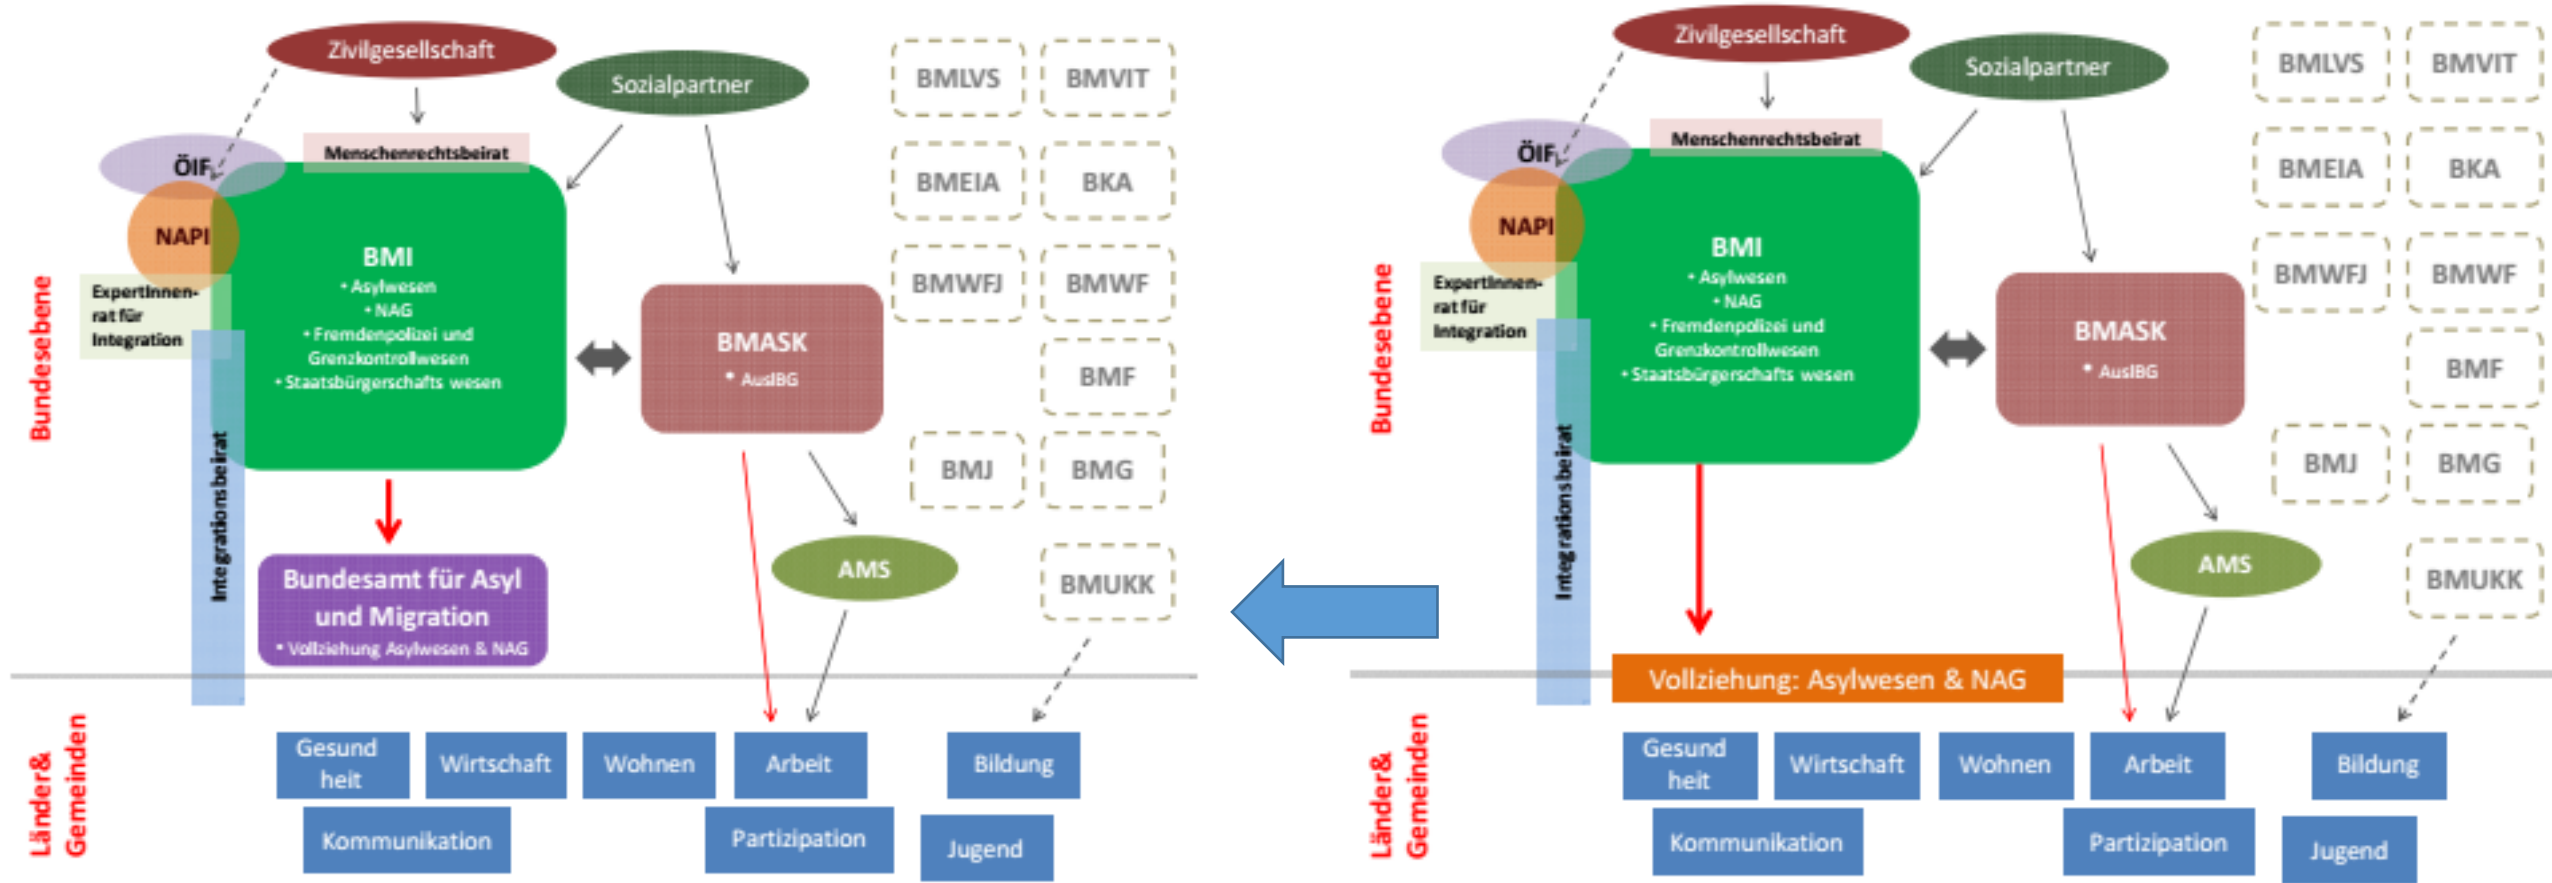 Zivilgesellschaft
Sozialpartner
BMLVS
BMVIT
Menschenrechtsbeirat
ÖIF
BMEIA
BKA
NAPI
BMI
• Asylwesen
• NAG
• Fremdenpolizei und
Grenzkontrollwesen
• Staatsbürgerschafts wesen
ExpertInnen-
rat für
Integration
BMWFJ
BMWF
BMASK
• AuslBG
BMF
Bundesebene
Integrationsbeirat
BMJ
BMG
AMS
BMUKK
Bundesamt für Asyl
und Migration
• Vollziehung Asylwesen & NAG
Länder&
Gemeinden
Gesund
heit
Wirtschaft
Wohnen
Arbeit
Bildung
Kommunikation
Partizipation
Jugend
Zivilgesellschaft
Sozialpartner
BMLVS
BMVIT
Menschenrechtsbeirat
ÖIF
BMEIA
BKA
NAPI
BMI
• Asylwesen
• NAG
• Fremdenpolizei und
Grenzkontrollwesen
• Staatsbürgerschafts wesen
ExpertInnen-
rat für
Integration
BMWFJ
BMWF
BMASK
• AuslBG
BMF
Bundesebene
Integrationsbeirat
BMJ
BMG
AMS
BMUKK
Vollziehung: Asylwesen & NAG
Länder&
Gemeinden
Gesund
heit
Wirtschaft
Wohnen
Arbeit
Bildung
Kommunikation
Partizipation
Jugend